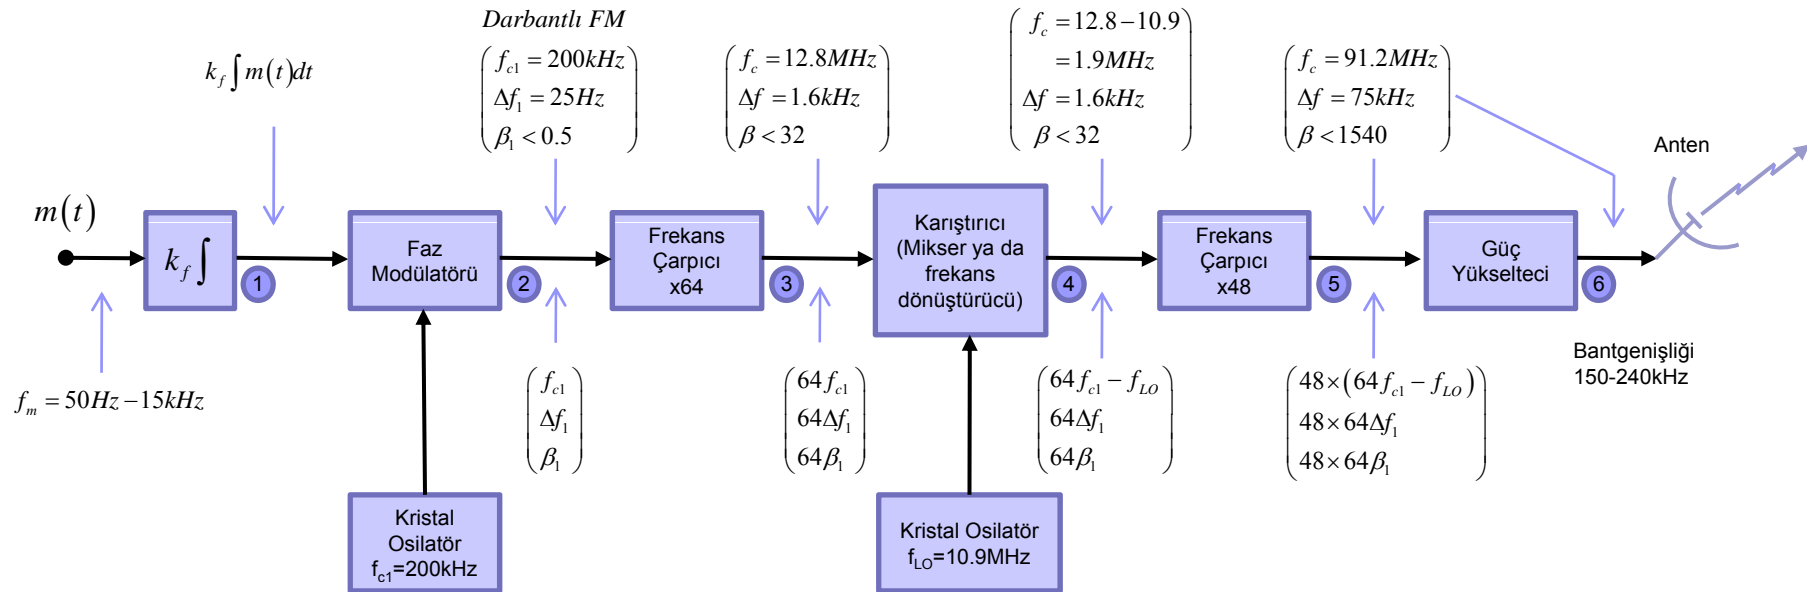 Darbantlı FM
f_c1 = 200kHz
Δf_1 = 25Hz
β_1 < 0.5
f_c = 12.8MHz
Δf = 1.6kHz
β < 32
f_c = 12.8 − 10.9
= 1.9MHz
Δf = 1.6kHz
β < 32
f_c = 91.2MHz
Δf = 75kHz
β < 1540
k_f ∫ m(t)dt
Anten
m(t)
k_f ∫
1
Faz
Modülatörü
2
Frekans
Çarpıcı
x64
3
Karıştırıcı
(Mikser ya da
frekans
dönüştürücü)
4
Frekans
Çarpıcı
x48
5
Güç
Yükselteci
6
Bantgenişliği
150-240kHz
f_m = 50Hz − 15kHz
f_c1
Δf_1
β_1
64f_c1
64Δf_1
64β_1
64f_c1 − f_LO
64Δf_1
64β_1
48×(64f_c1 − f_LO)
48×64Δf_1
48×64β_1
Kristal
Osilatör
f_c1=200kHz
Kristal Osilatör
f_LO=10.9MHz